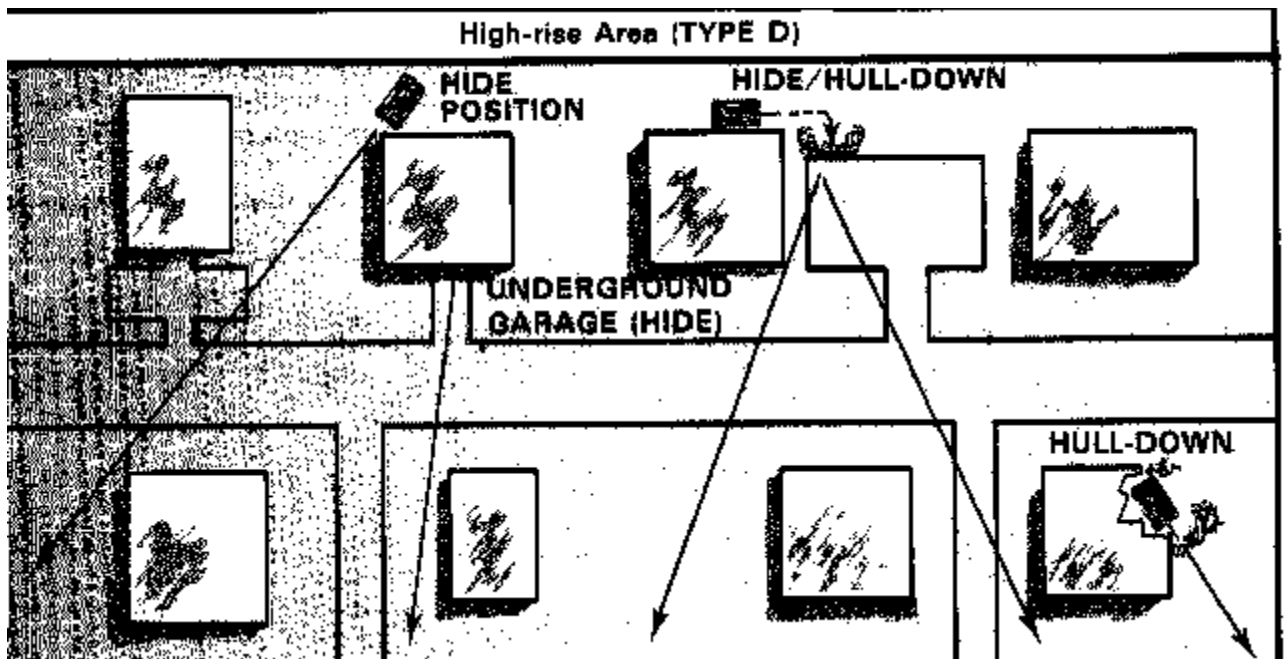 High-rise Area (TYPE D)
HIDE
POSITION
HIDE/HULL-DOWN
UNDERGROUND
GARAGE (HIDE)
HULL-DOWN